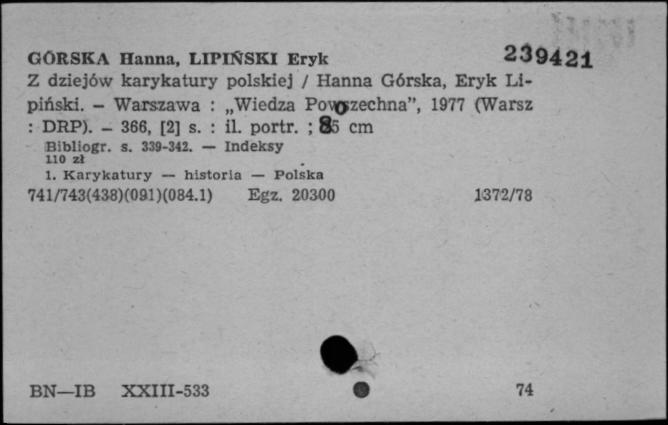 GÓRSKA Hanna, LIPIŃSKI Eryk 239421
Z dziejów karykatury polskiej / Hanna Górska, Eryk Li-
piński. — Warszawa : „Wiedza Powszechna”, 1977 (Warsz
: DRP). — 366, [2] s. : il. portr. ; 25 cm
Bibliogr. s. 339-342. — Indeksy
110 zł
1. Karykatury — historia — Polska
741/743(438)(091)(084.1) Egz. 20300 1372/78
BN—IB XXIII-533 74